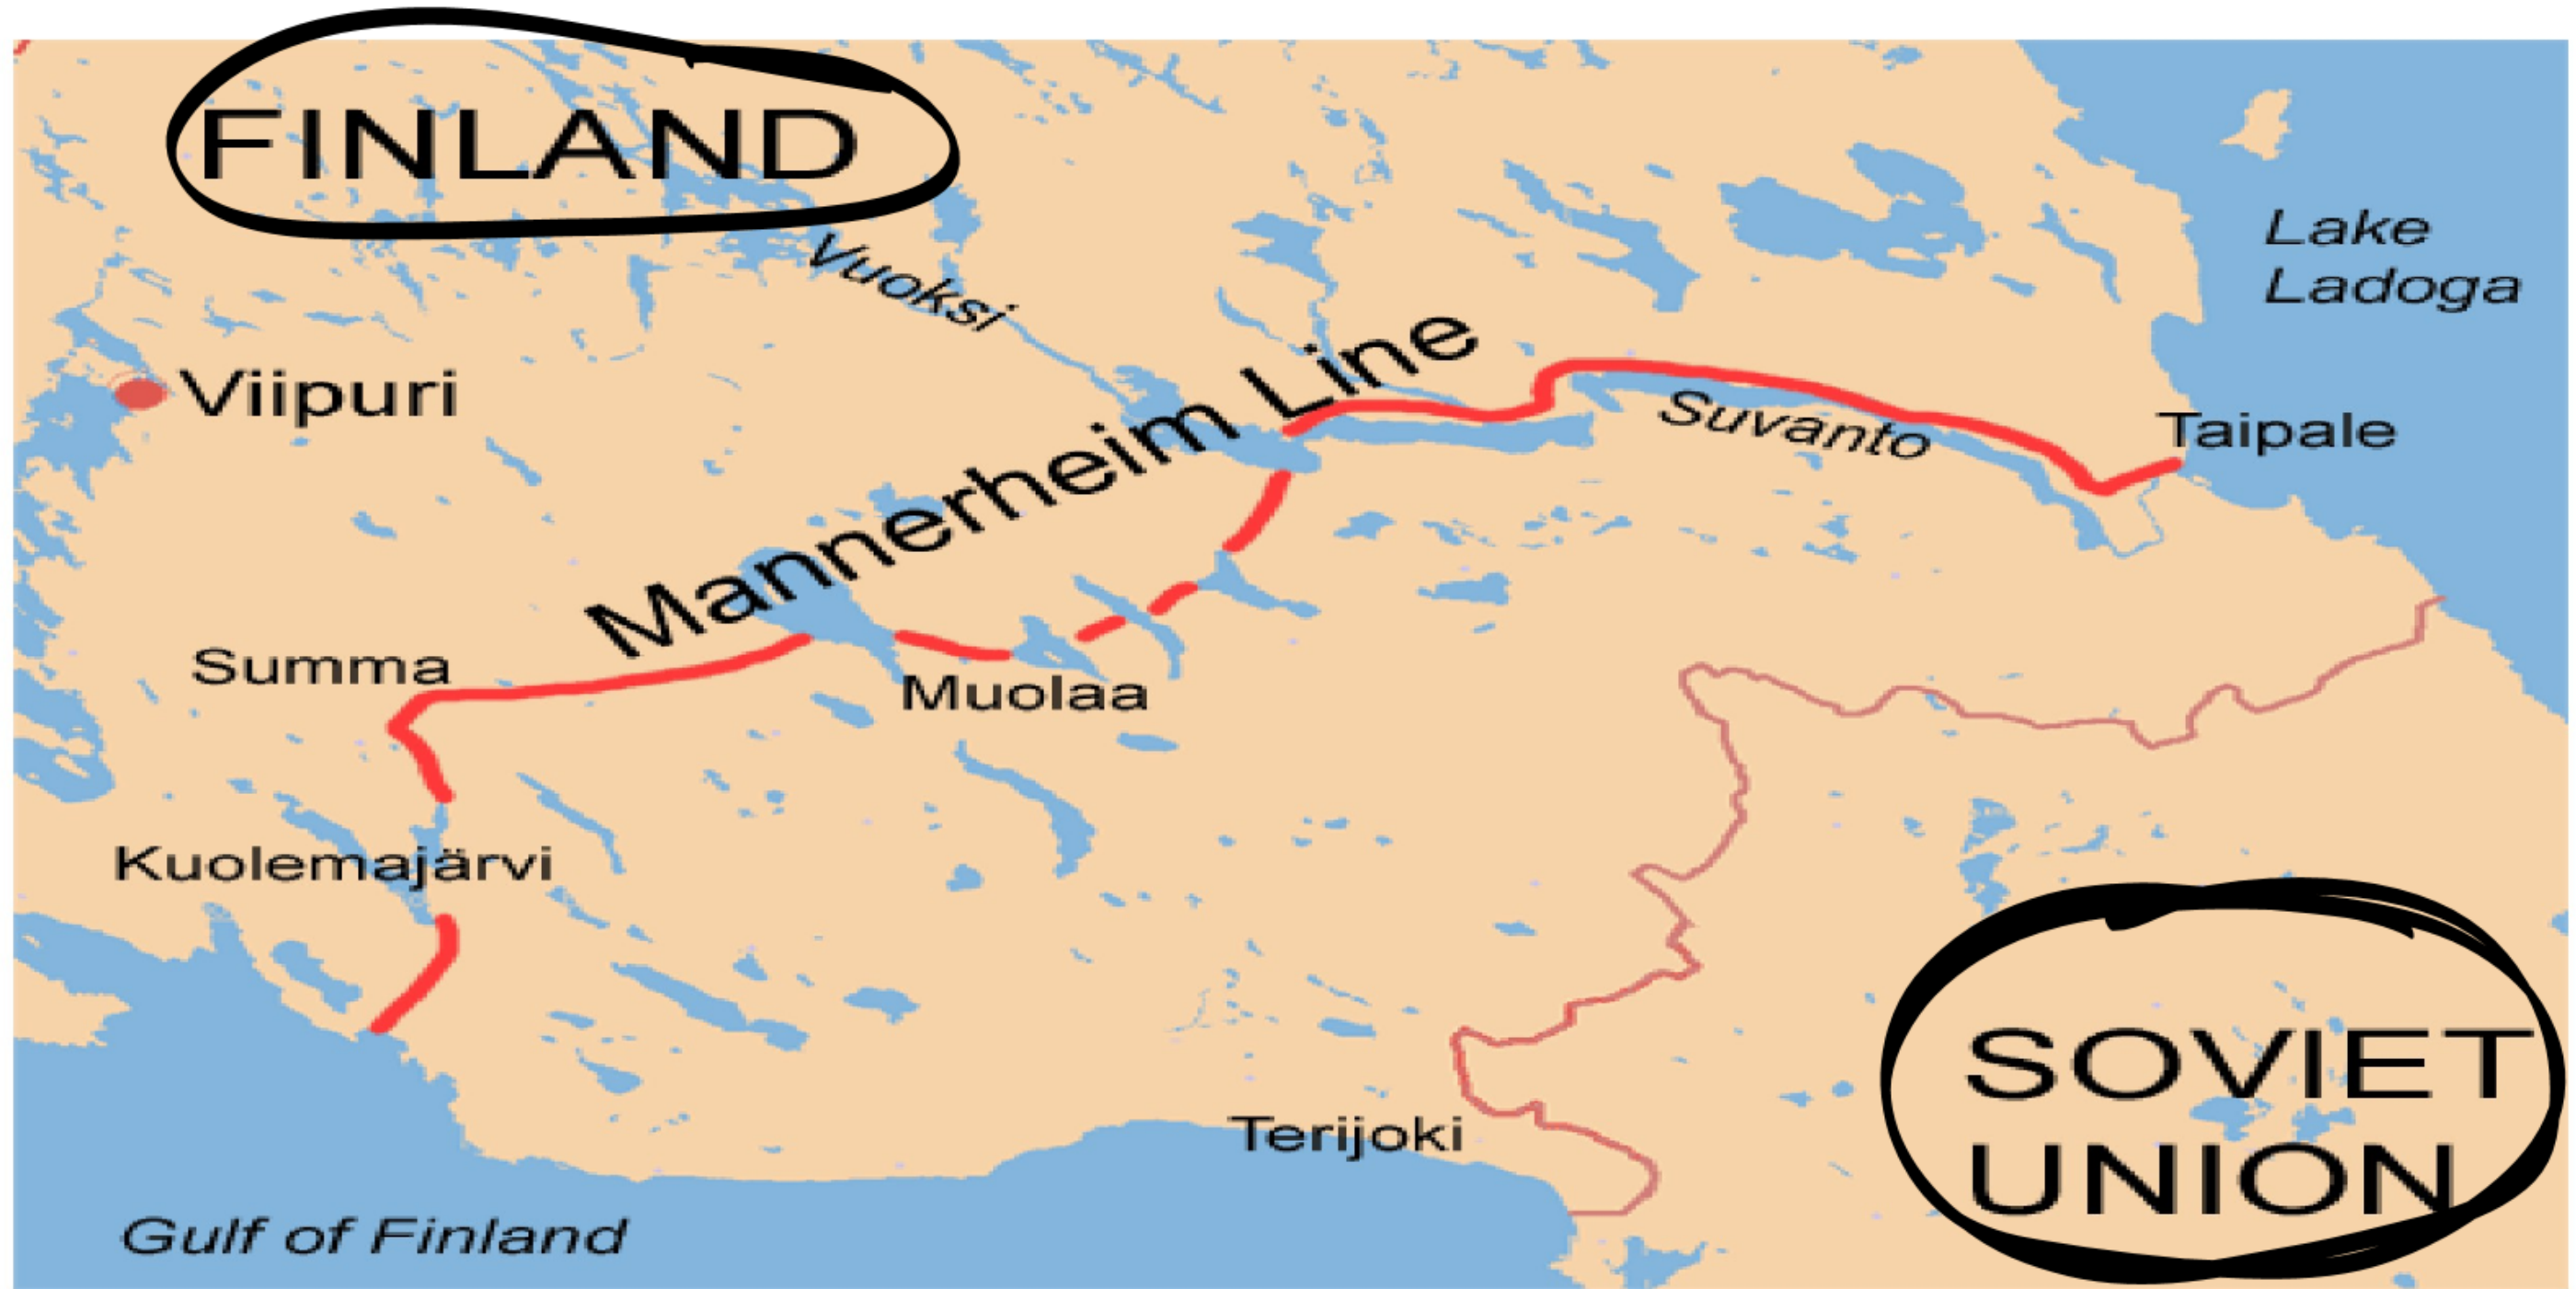 FINLAND
Vuoksi
Lake
Ladoga
Viipuri
Mannerheim Line
Suvanto
Taipale
Summa
Muolaa
Kuolemajärvi
SOVIET
UNION
Terijoki
Gulf of Finland